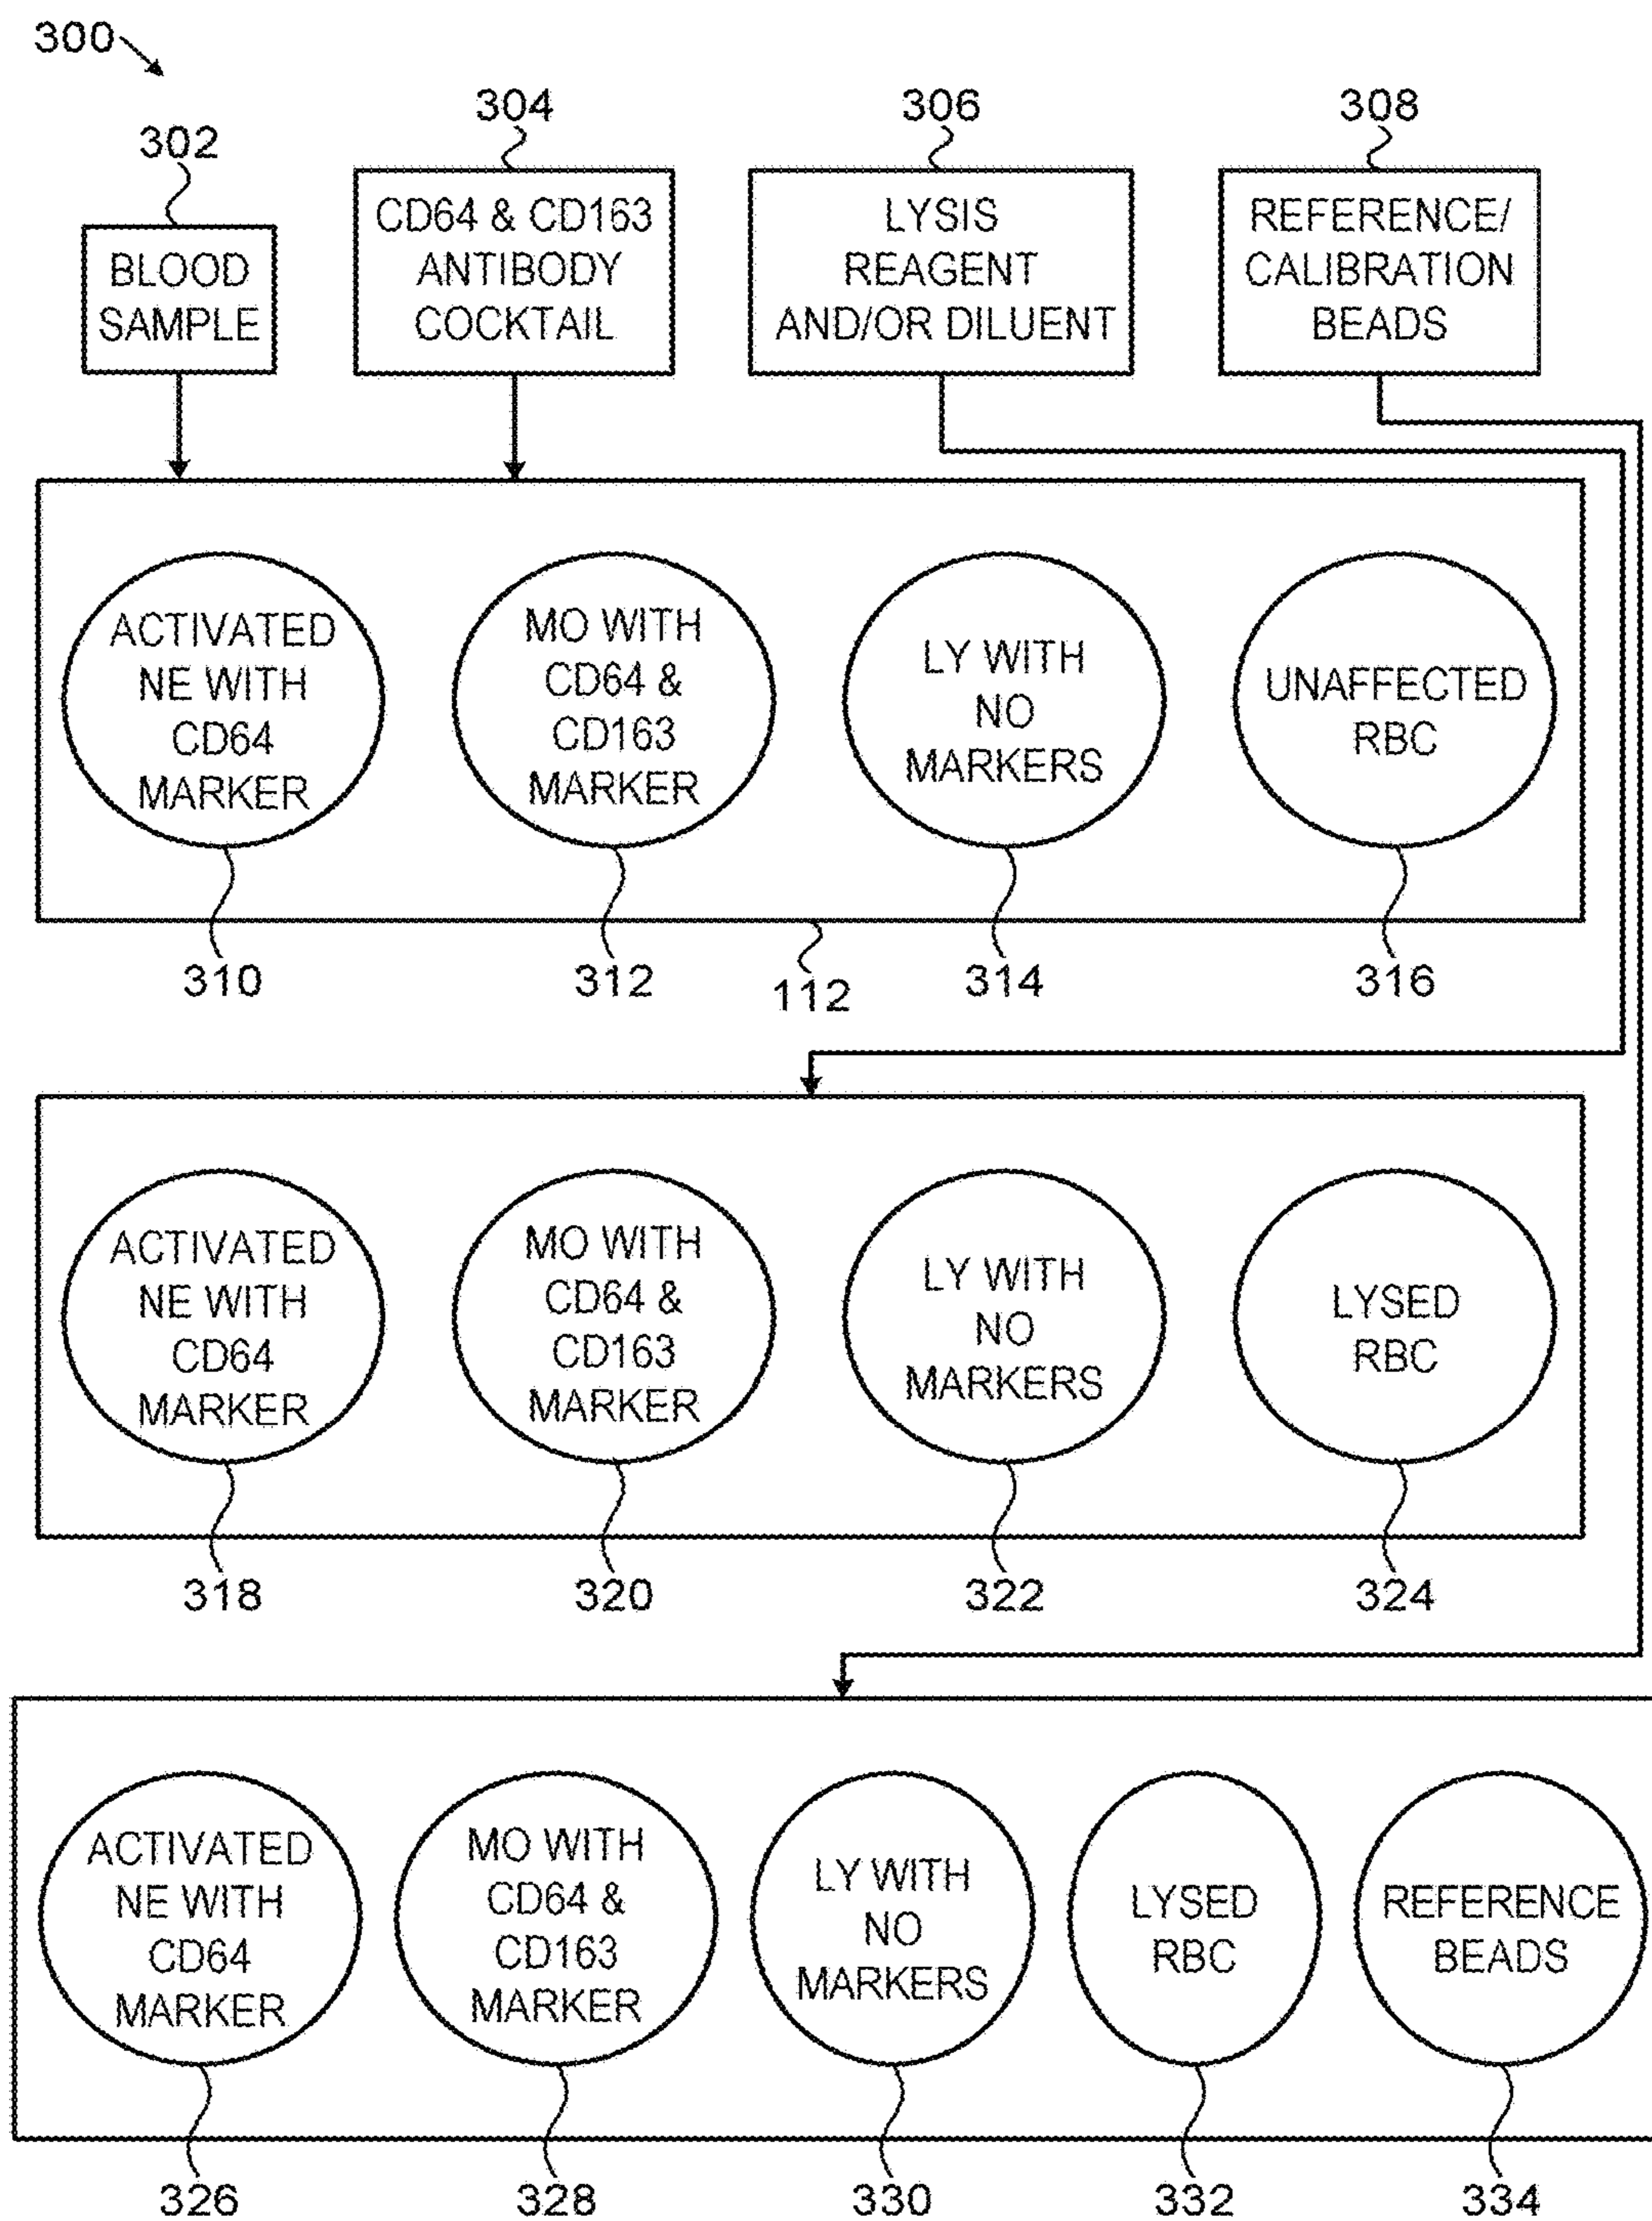 300
302
304
306
308
BLOOD
SAMPLE
CD64 & CD163
ANTIBODY
COCKTAIL
LYSIS
REAGENT
AND/OR DILUENT
REFERENCE/
CALIBRATION
BEADS
ACTIVATED
NE WITH
CD64
MARKER
MO WITH
CD64 &
CD163
MARKER
LY WITH
NO
MARKERS
UNAFFECTED
RBC
310
312
112
314
316
ACTIVATED
NE WITH
CD64
MARKER
MO WITH
CD64 &
CD163
MARKER
LY WITH
NO
MARKERS
LYSED
RBC
318
320
322
324
ACTIVATED
NE WITH
CD64
MARKER
MO WITH
CD64 &
CD163
MARKER
LY WITH
NO
MARKERS
LYSED
RBC
REFERENCE
BEADS
326
328
330
332
334